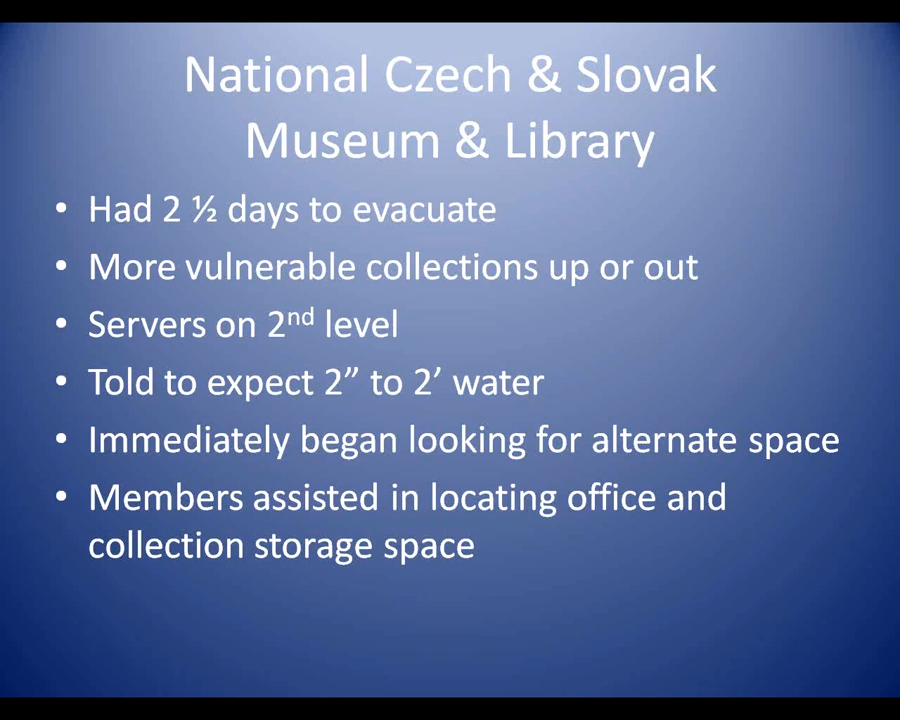 National Czech & Slovak
Museum & Library
• Had 2 ½ days to evacuate
• More vulnerable collections up or out
• Servers on 2nd level
• Told to expect 2” to 2’ water
• Immediately began looking for alternate space
• Members assisted in locating office and
collection storage space